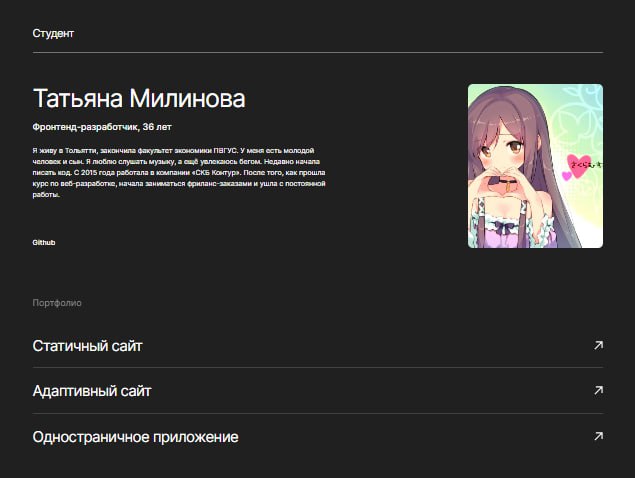 Студент
Татьяна Милинова
Фронтенд-разработчик, 36 лет
Я живу в Тольятти, закончила факультет экономики ПВГУС. У меня есть молодой
человек и сын. Я люблю слушать музыку, а ещё увлекаюсь бегом. Недавно начала
писать код. С 2015 года работала в компании «СКБ Контур». После того, как прошла
курс по веб-разработке, начала заниматься фриланс-заказами и ушла с постоянной
работы.
Github
Портфолио
Статичный сайт
Адаптивный сайт
Одностраничное приложение